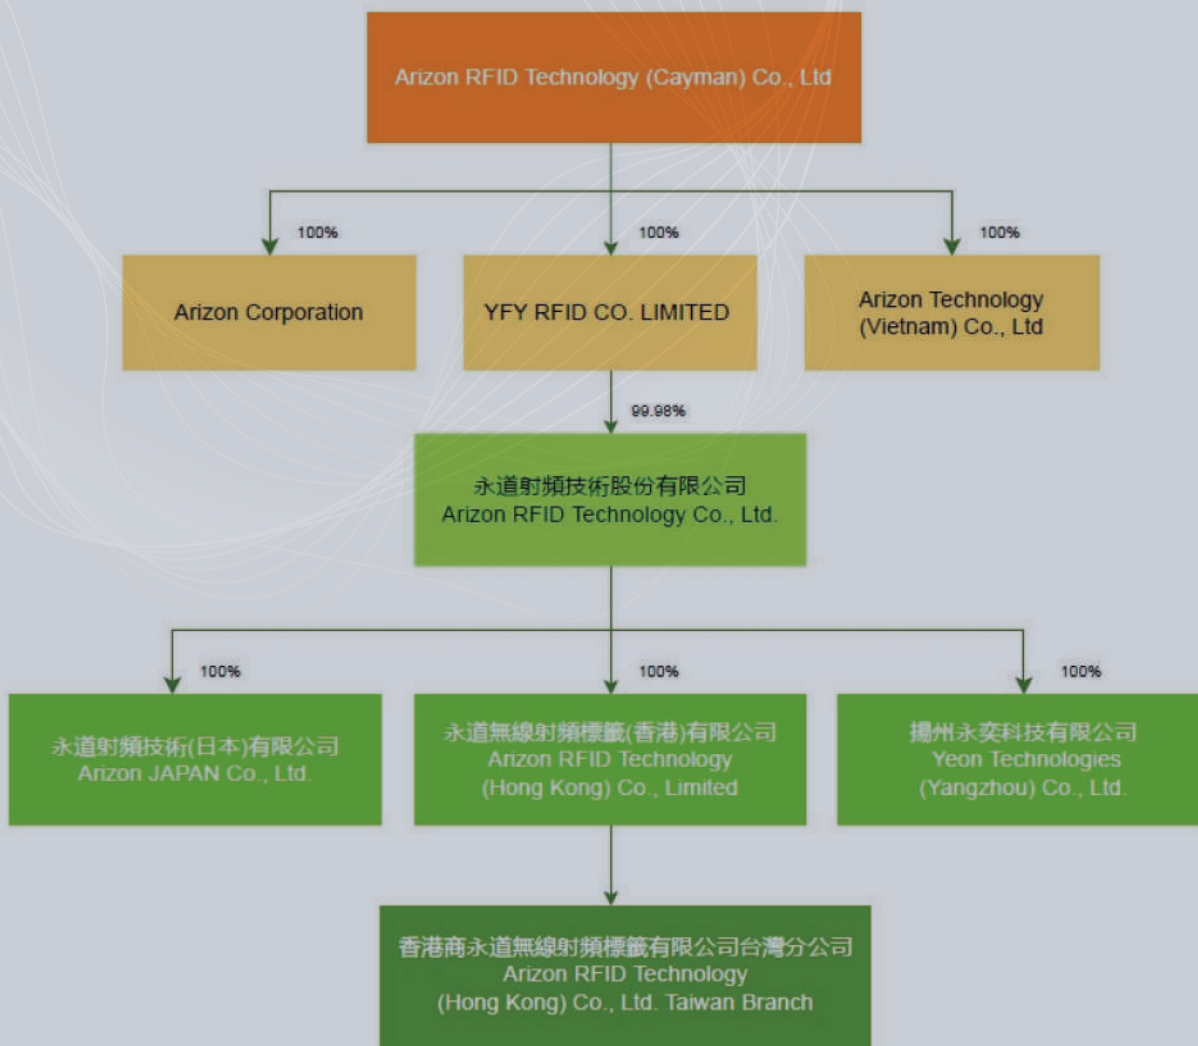 Arizon RFID Technology (Cayman) Co., Ltd
100%
100%
100%
Arizon Corporation
YFY RFID CO. LIMITED
Arizon Technology
(Vietnam) Co., Ltd
99.98%
永道射頻技術股份有限公司
Arizon RFID Technology Co., Ltd.
100%
100%
100%
永道射頻技術(日本)有限公司
Arizon JAPAN Co., Ltd.
永道無線射頻標籤(香港)有限公司
Arizon RFID Technology
(Hong Kong) Co., Limited
揚州永奕科技有限公司
Yeon Technologies
(Yangzhou) Co., Ltd.
香港商永道無線射頻標籤有限公司台灣分公司
Arizon RFID Technology
(Hong Kong) Co., Ltd. Taiwan Branch